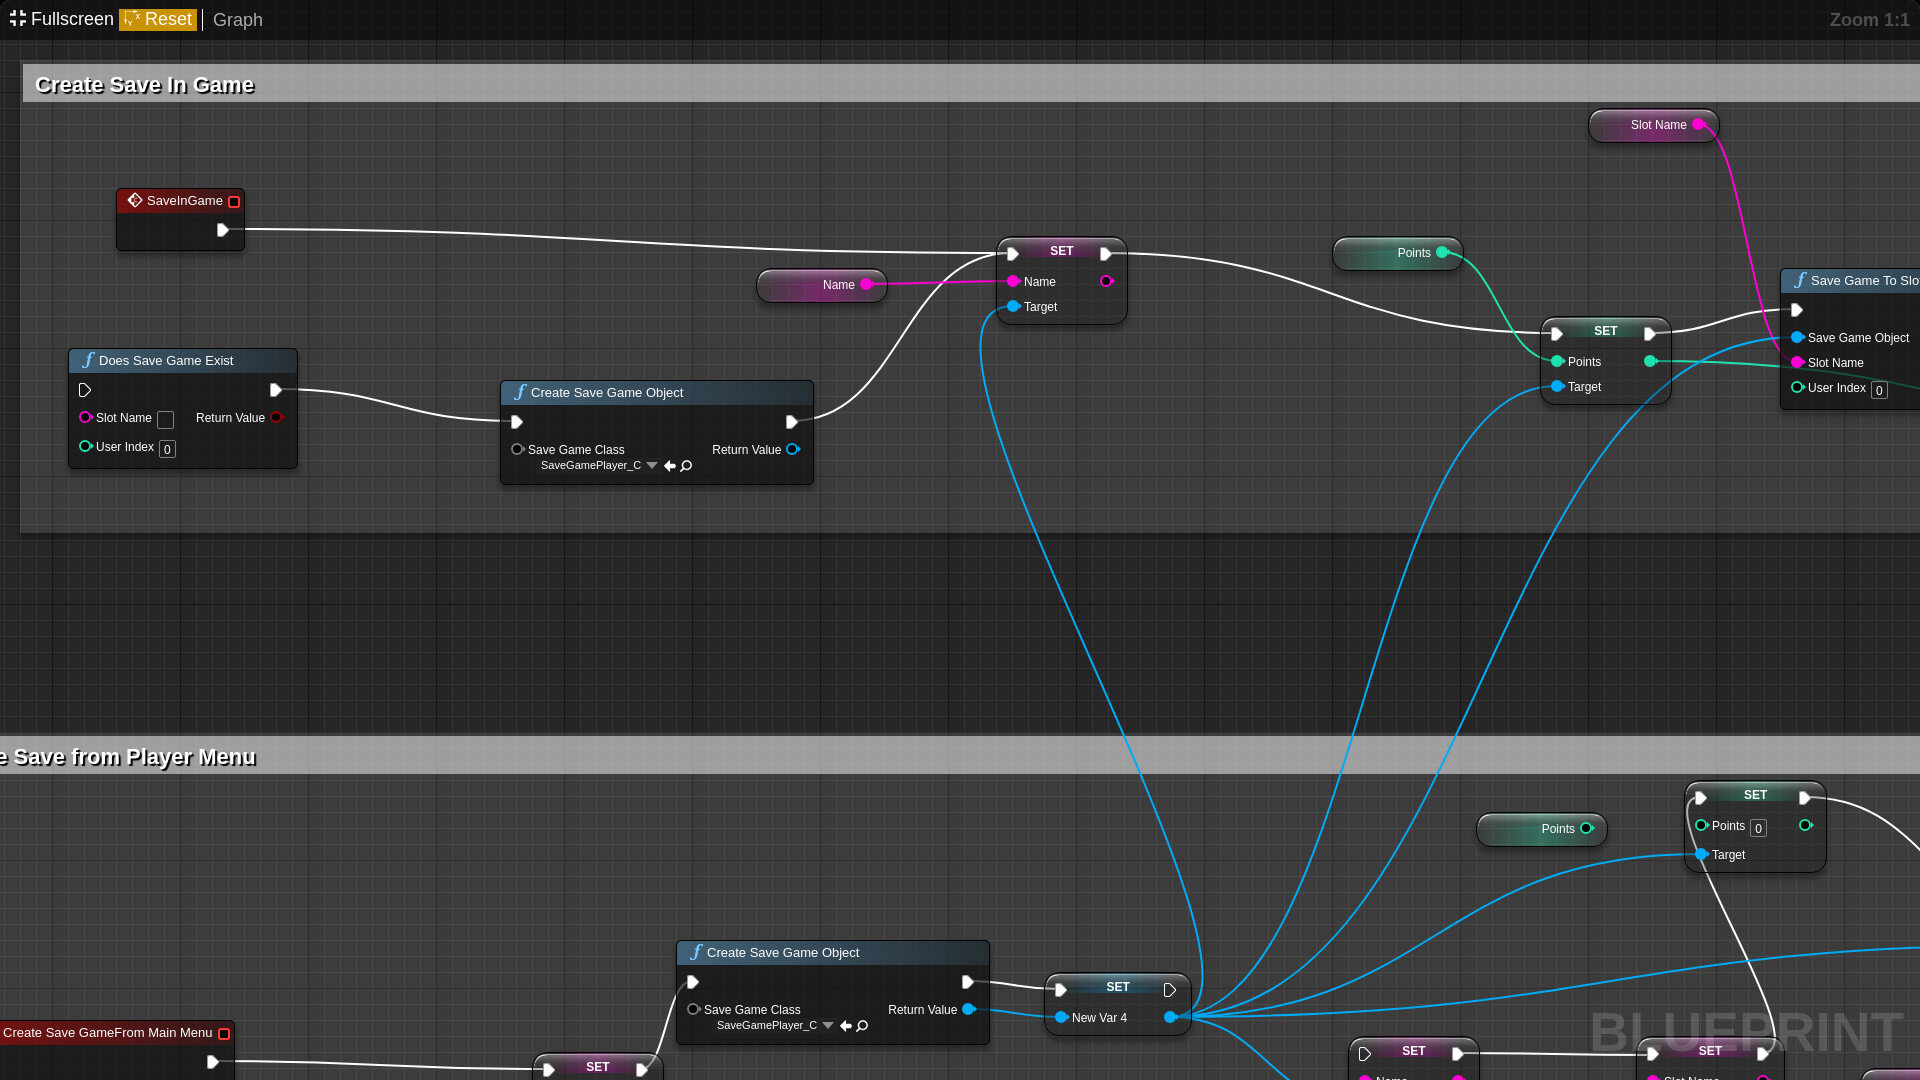 Fullscreen Reset Graph Zoom 1:1
Create Save In Game
Slot Name
SaveInGame
SET
Name
Target
Name
Points
SET
Points
Target
Save Game To Slo
Save Game Object
Slot Name
User Index 0
Does Save Game Exist
Slot Name Return Value
User Index 0
Create Save Game Object
Save Game Class Return Value
SaveGamePlayer_C
e Save from Player Menu
SET
Points 0
Target
Points
Create Save Game Object
Save Game Class Return Value
SaveGamePlayer_C
SET
New Var 4
Create Save GameFrom Main Menu
SET
SET
Name
SET
Slot Name
BLUEPRINT